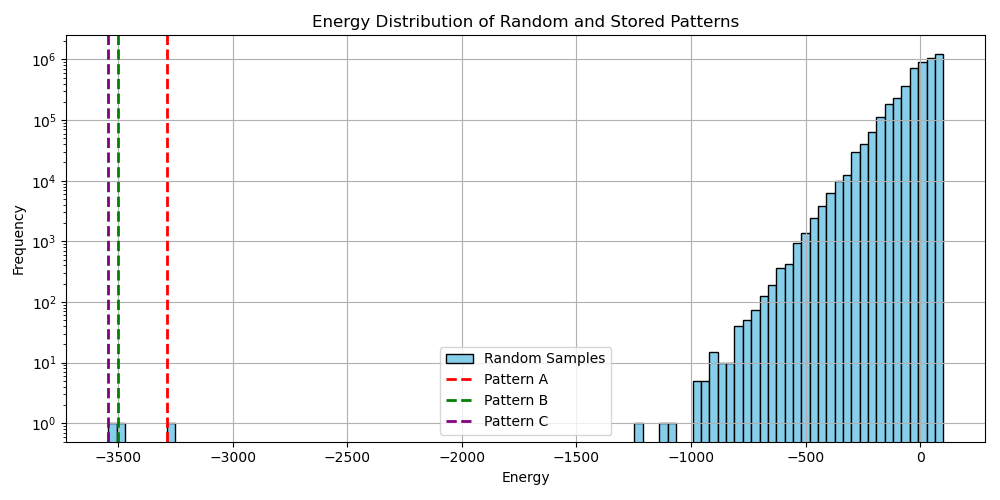 Energy Distribution of Random and Stored Patterns
Frequency
10^6
10^5
10^4
10^3
10^2
10^1
10^0
Random Samples
Pattern A
Pattern B
Pattern C
−3500 −3000 −2500 −2000 −1500 −1000 −500 0
Energy